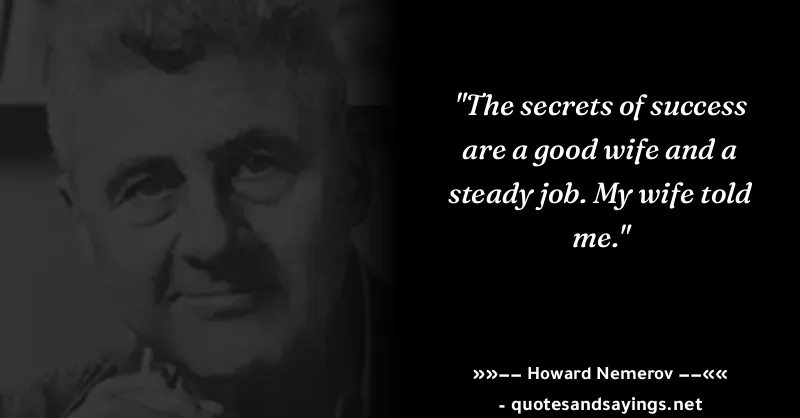 "The secrets of success
are a good wife and a
steady job. My wife told
me."
»»−− Howard Nemerov −−««
- quotesandsayings.net